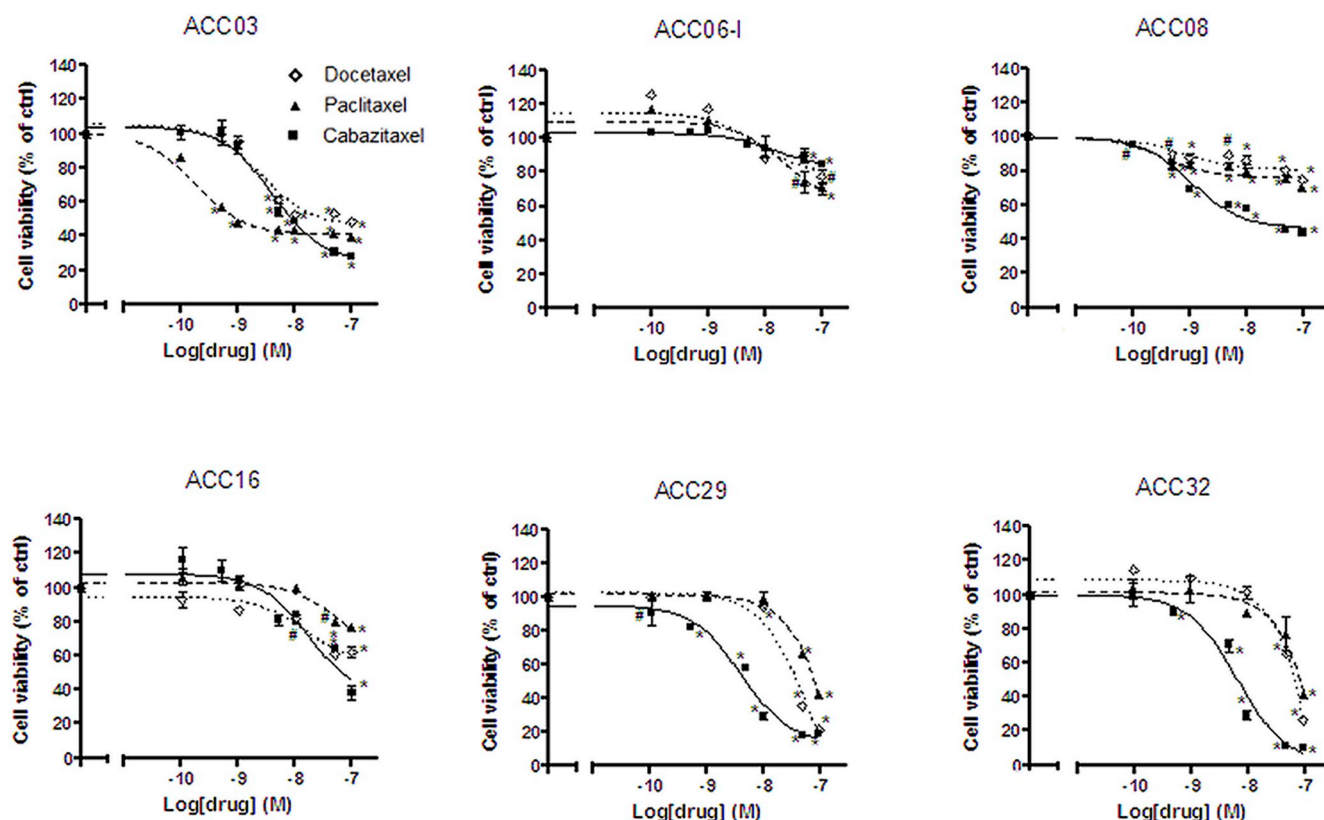 ACC03
140
120
100
80
60
40
20
0
Cell viability (% of ctrl)
Docetaxel
Paclitaxel
Cabazitaxel
* * * * * * * * * * * * *
-10 -9 -8 -7
Log[drug] (M)
ACC06-I
140
120
100
80
60
40
20
0
Cell viability (% of ctrl)
* * # # *
-10 -9 -8 -7
Log[drug] (M)
ACC08
140
120
100
80
60
40
20
0
Cell viability (% of ctrl)
# # * # * * * * * * * * * * * * *
-10 -9 -8 -7
Log[drug] (M)
ACC16
140
120
100
80
60
40
20
0
Cell viability (% of ctrl)
# # * * * * *
-10 -9 -8 -7
Log[drug] (M)
ACC29
140
120
100
80
60
40
20
0
Cell viability (% of ctrl)
# * * * * * * * * *
-10 -9 -8 -7
Log[drug] (M)
ACC32
140
120
100
80
60
40
20
0
Cell viability (% of ctrl)
* * * * * * * * *
-10 -9 -8 -7
Log[drug] (M)